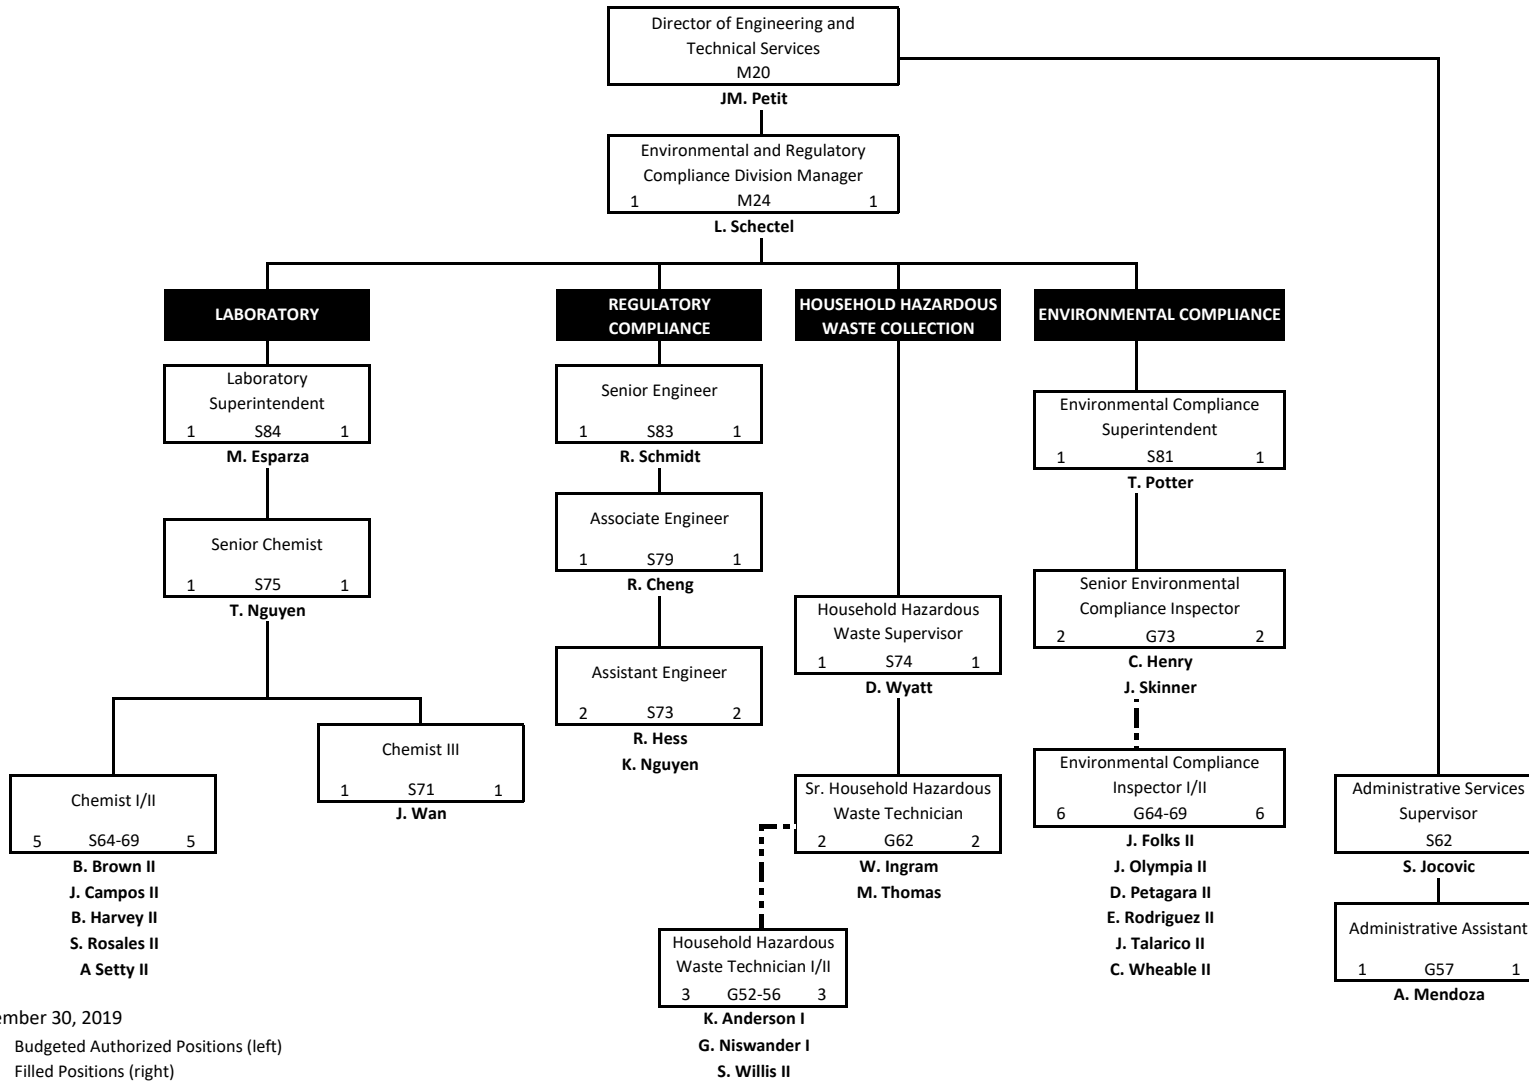 Director of Engineering and
Technical Services
M20
JM. Petit
Environmental and Regulatory
Compliance Division Manager
1 M24 1
L. Schectel
LABORATORY
Laboratory
Superintendent
1 S84 1
M. Esparza
Senior Chemist
1 S75 1
T. Nguyen
Chemist I/II
5 S64-69 5
B. Brown II
J. Campos II
B. Harvey II
S. Rosales II
A Setty II
Chemist III
1 S71 1
J. Wan
REGULATORY
COMPLIANCE
Senior Engineer
1 S83 1
R. Schmidt
Associate Engineer
1 S79 1
R. Cheng
Assistant Engineer
2 S73 2
R. Hess
K. Nguyen
HOUSEHOLD HAZARDOUS
WASTE COLLECTION
Household Hazardous
Waste Supervisor
1 S74 1
D. Wyatt
Sr. Household Hazardous
Waste Technician
2 G62 2
W. Ingram
M. Thomas
Household Hazardous
Waste Technician I/II
3 G52-56 3
K. Anderson I
G. Niswander I
S. Willis II
ENVIRONMENTAL COMPLIANCE
Environmental Compliance
Superintendent
1 S81 1
T. Potter
Senior Environmental
Compliance Inspector
2 G73 2
C. Henry
J. Skinner
Environmental Compliance
Inspector I/II
6 G64-69 6
J. Folks II
J. Olympia II
D. Petagara II
E. Rodriguez II
J. Talarico II
C. Wheable II
Administrative Services
Supervisor
S62
S. Jocovic
Administrative Assistant
1 G57 1
A. Mendoza
ember 30, 2019
Budgeted Authorized Positions (left)
Filled Positions (right)